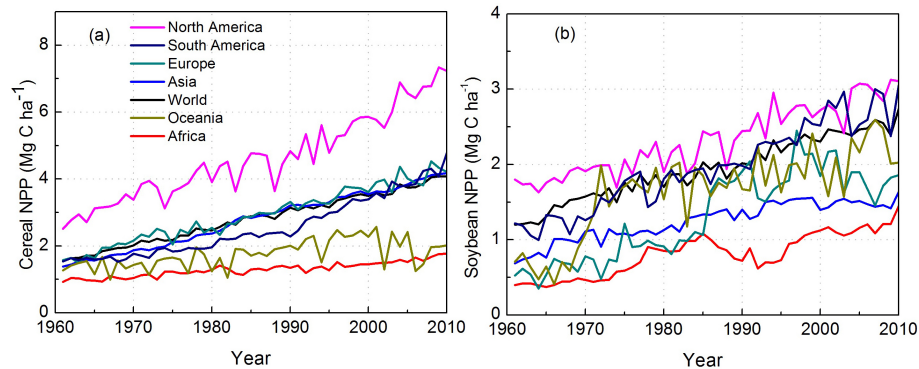 (a)
North America
South America
Europe
Asia
World
Oceania
Africa
Cereal NPP (Mg C ha⁻¹)
8
6
4
2
0
1960 1970 1980 1990 2000 2010
Year
(b)
Soybean NPP (Mg C ha⁻¹)
4
3
2
1
0
1960 1970 1980 1990 2000 2010
Year